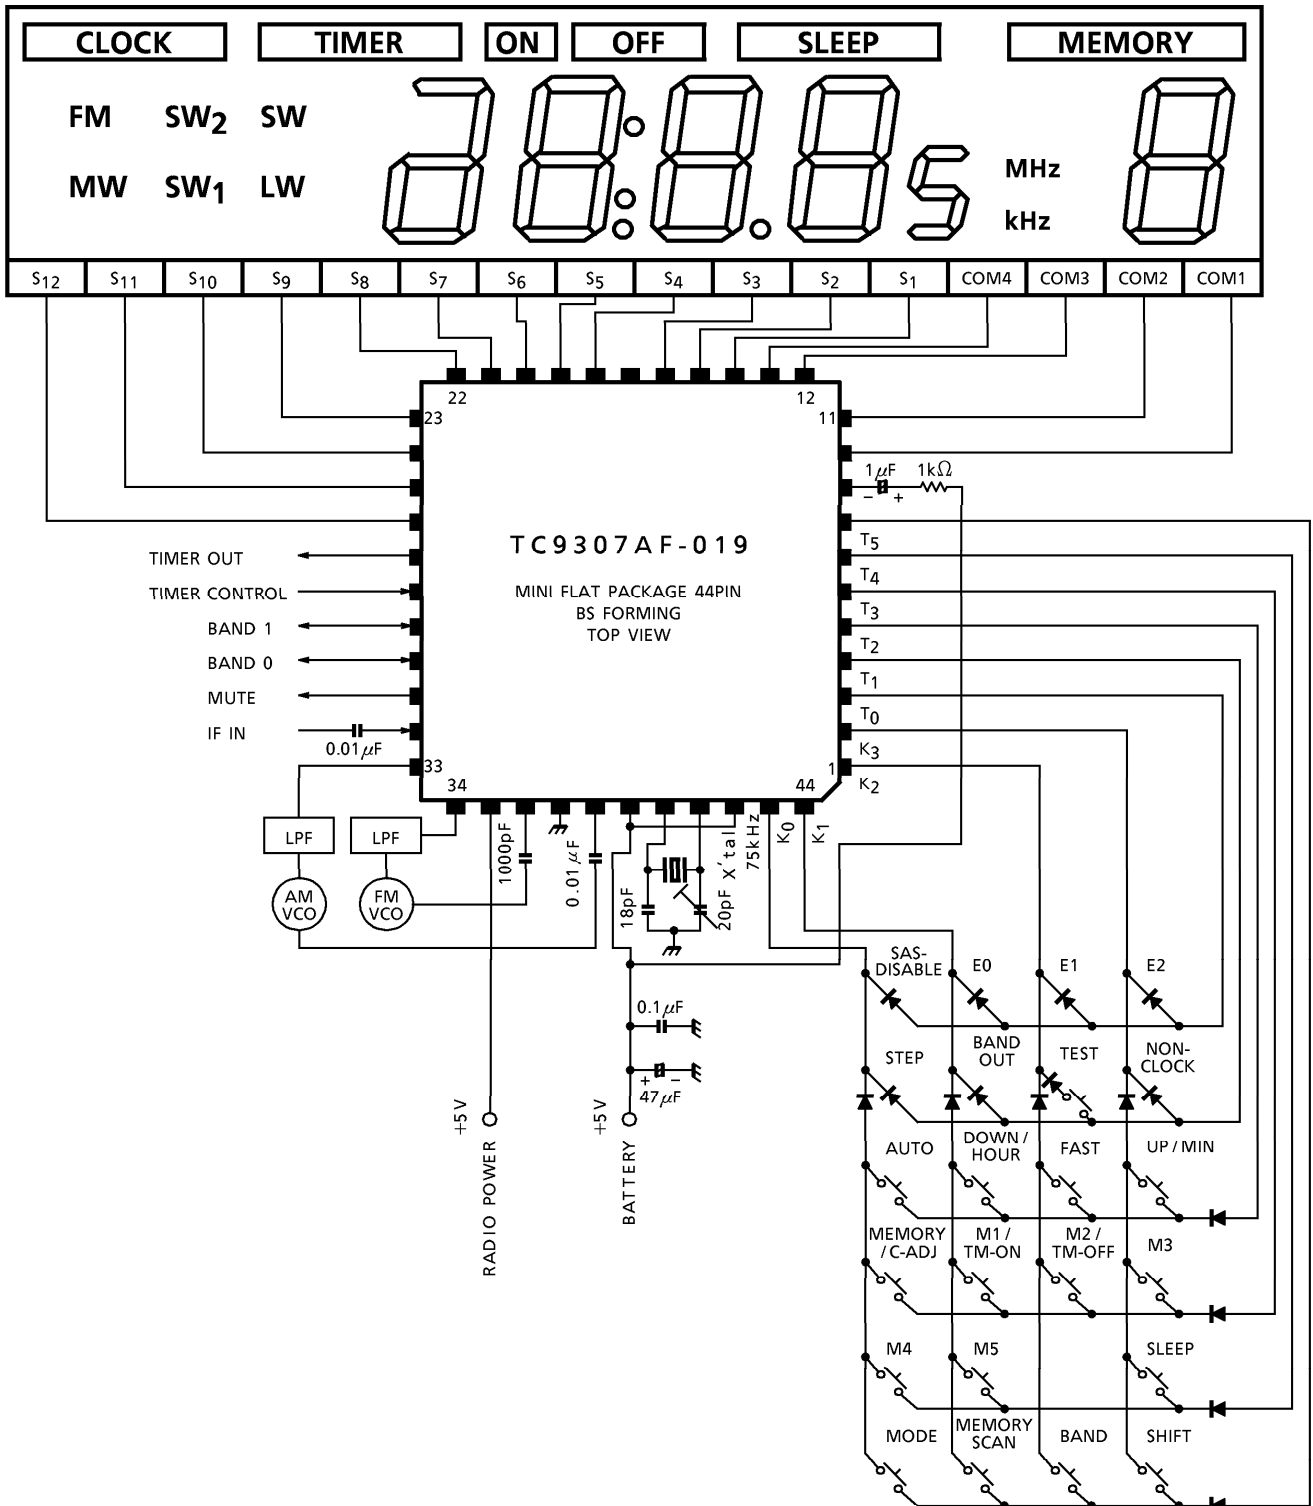 CLOCK TIMER ON OFF SLEEP MEMORY
FM SW2 SW
MW SW1 LW
MHz
kHz
S12 S11 S10 S9 S8 S7 S6 S5 S4 S3 S2 S1 COM4 COM3 COM2 COM1
22 12
23 11
1μF 1kΩ
− +
TC9307AF-019
MINI FLAT PACKAGE 44PIN
BS FORMING
TOP VIEW
TIMER OUT
TIMER CONTROL
BAND 1
BAND 0
MUTE
IF IN
0.01μF
T5
T4
T3
T2
T1
T0
K3
K2
33 1
34 44
LPF LPF
AM VCO
FM VCO
1000pF
0.01μF
18pF
20pF
X'tal
75kHz
K0
K1
0.1μF
+ −
47μF
+5V
RADIO POWER
+5V
BATTERY
SAS-
DISABLE E0 E1 E2
STEP BAND OUT TEST NON-CLOCK
AUTO DOWN/HOUR FAST UP/MIN
MEMORY/C-ADJ M1/TM-ON M2/TM-OFF M3
M4 M5 SLEEP
MODE MEMORY SCAN BAND SHIFT